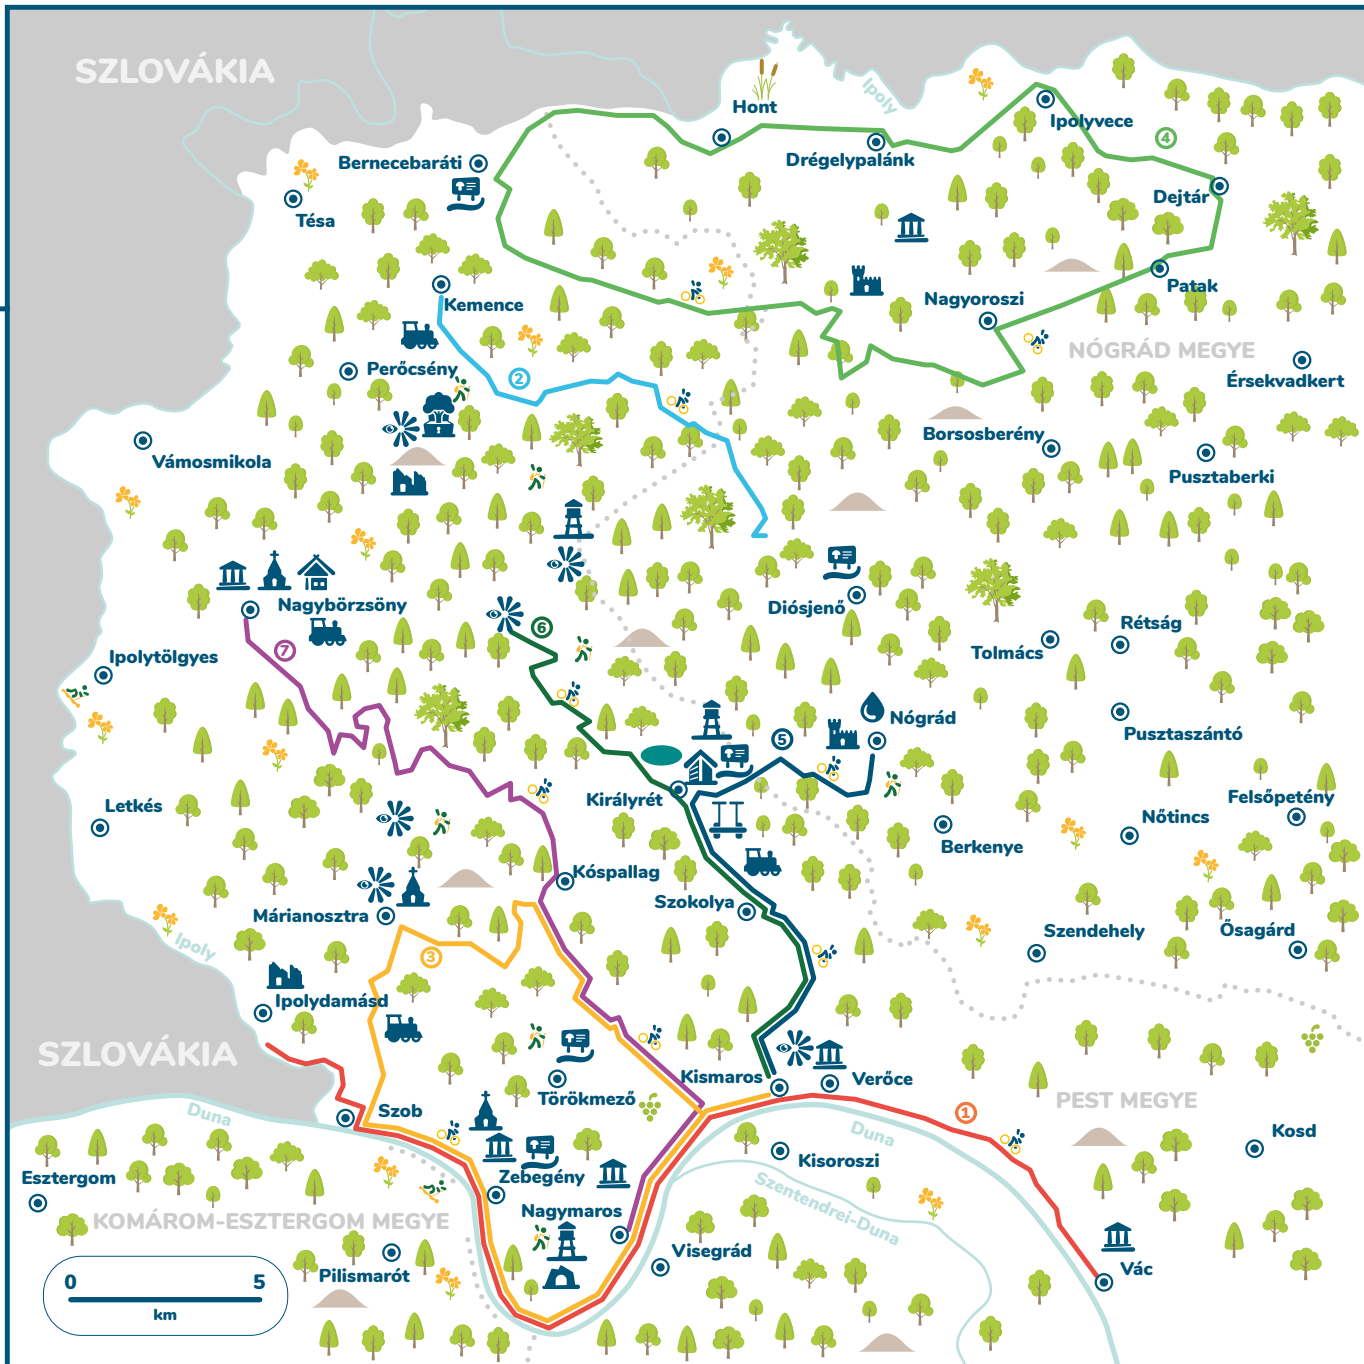 SZLOVÁKIA
Hont
Ipoly
Ipolyvece
4
Drégelypalánk
Bernecebaráti
Dejtár
Tésa
Patak
Kemence
Nagyoroszi
NÓGRÁD MEGYE
Perőcsény
2
Érsekvadkert
Borsosberény
Vámosmikola
Pusztaberki
Nagybörzsöny
Diósjenő
6
Rétság
7
Tolmács
Ipolytölgyes
Nógrád
5
Pusztaszántó
Királyrét
Letkés
Felsőpetény
Nőtincs
Berkenye
Kóspallag
Szokolya
Márianosztra
Szendehely
Ősagárd
Ipoly
3
Ipolydamásd
SZLOVÁKIA
Kismaros
Verőce
Törökmező
PEST MEGYE
Szob
Duna
1
Duna
Kosd
Kisoroszi
Esztergom
Zebegény
Szentendrei-Duna
KOMÁROM-ESZTERGOM MEGYE
Nagymaros
Visegrád
Pilismarót
Vác
0 5
km